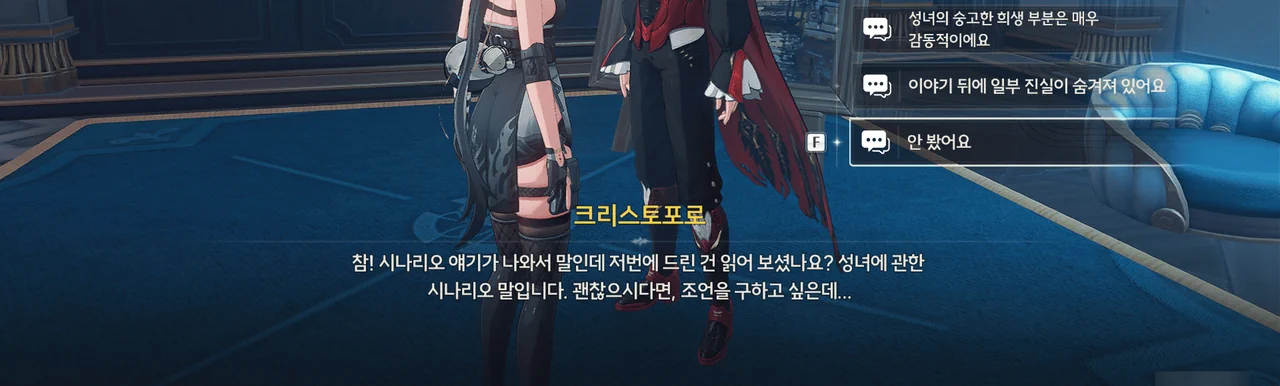 성녀의 숭고한 희생 부분은 매우
감동적이에요
이야기 뒤에 일부 진실이 숨겨져 있어요
F
안 봤어요
크리스토포로
참! 시나리오 얘기가 나와서 말인데 저번에 드린 건 읽어 보셨나요? 성녀에 관한
시나리오 말입니다. 괜찮으시다면, 조언을 구하고 싶은데...